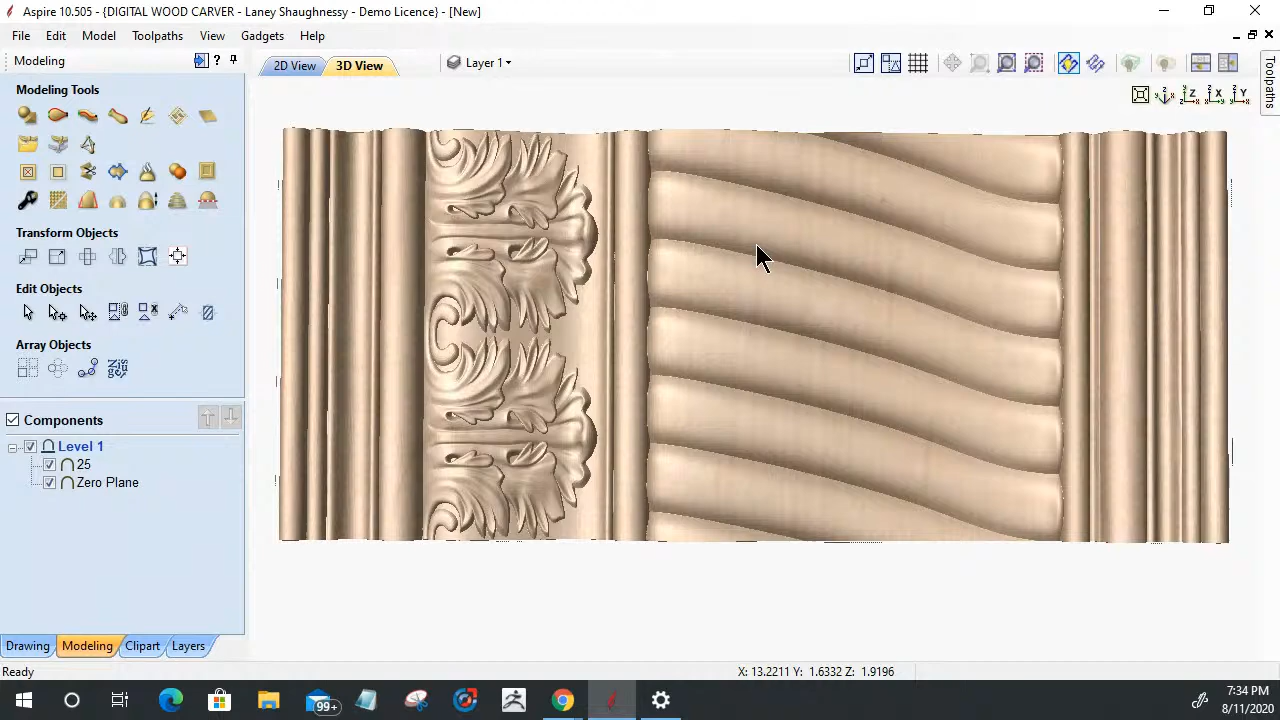 Aspire 10.505 - {DIGITAL WOOD CARVER - Laney Shaughnessy - Demo Licence} - [New]
File Edit Model Toolpaths View Gadgets Help
Modeling
2D View 3D View Layer 1
Toolpaths
Modeling Tools
Transform Objects
Edit Objects
Array Objects
Components
Level 1
25
Zero Plane
Drawing Modeling Clipart Layers
Ready X: 13.2211 Y: 1.6332 Z: 1.9196
99+
7:34 PM
8/11/2020